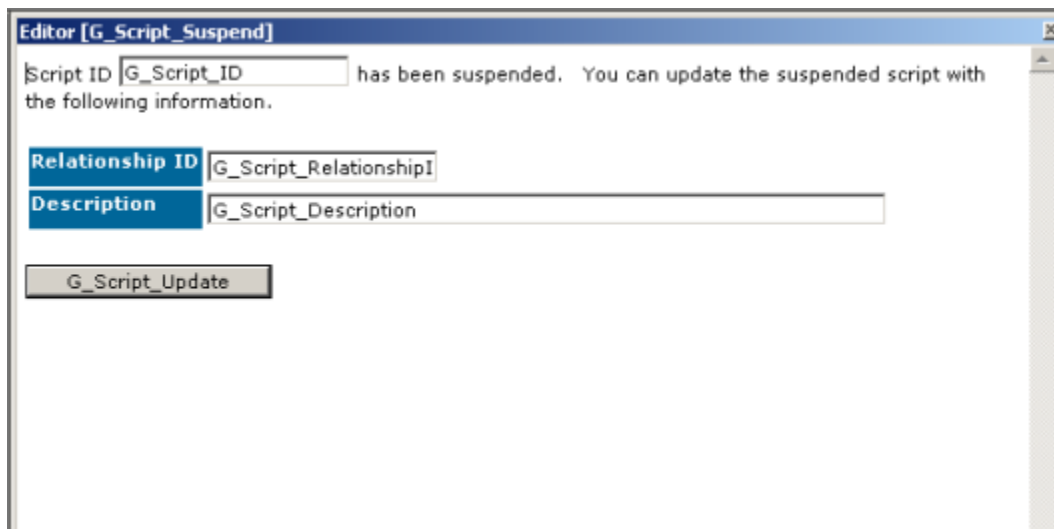 Editor [G_Script_Suspend]
Script ID G_Script_ID has been suspended. You can update the suspended script with
the following information.
Relationship ID G_Script_RelationshipI
Description G_Script_Description
G_Script_Update